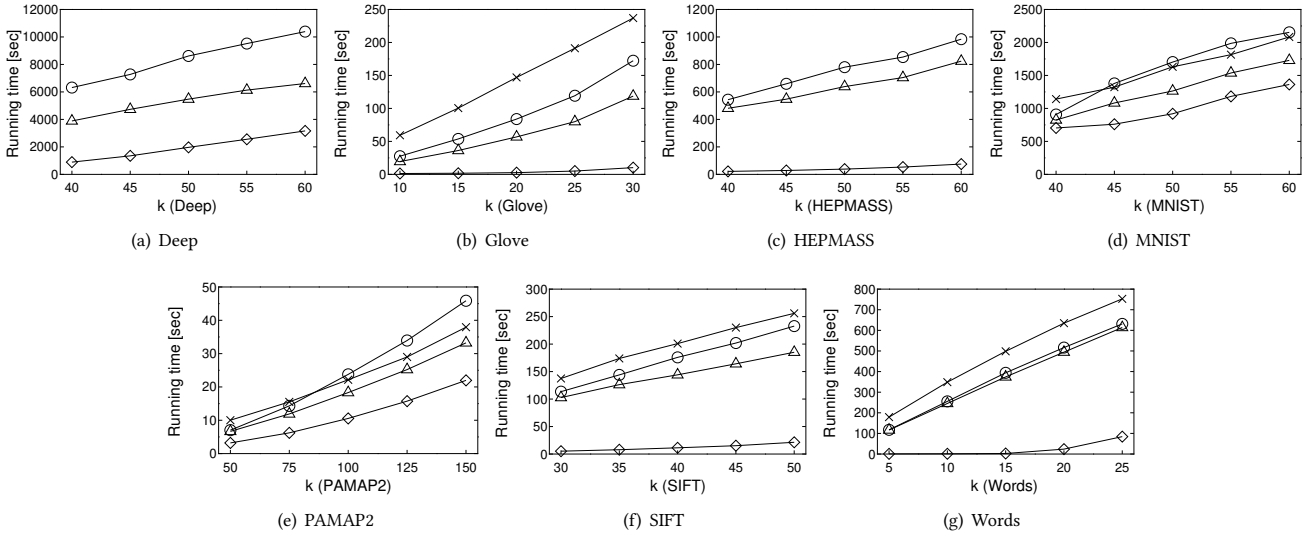 12000
10000
8000
6000
4000
2000
0
Running time [sec]
40 45 50 55 60
k (Deep)
(a) Deep
250
200
150
100
50
0
Running time [sec]
10 15 20 25 30
k (Glove)
(b) Glove
1200
1000
800
600
400
200
0
Running time [sec]
40 45 50 55 60
k (HEPMASS)
(c) HEPMASS
2500
2000
1500
1000
500
0
Running time [sec]
40 45 50 55 60
k (MNIST)
(d) MNIST
50
40
30
20
10
0
Running time [sec]
50 75 100 125 150
k (PAMAP2)
(e) PAMAP2
300
250
200
150
100
50
0
Running time [sec]
30 35 40 45 50
k (SIFT)
(f) SIFT
800
700
600
500
400
300
200
100
0
Running time [sec]
5 10 15 20 25
k (Words)
(g) Words